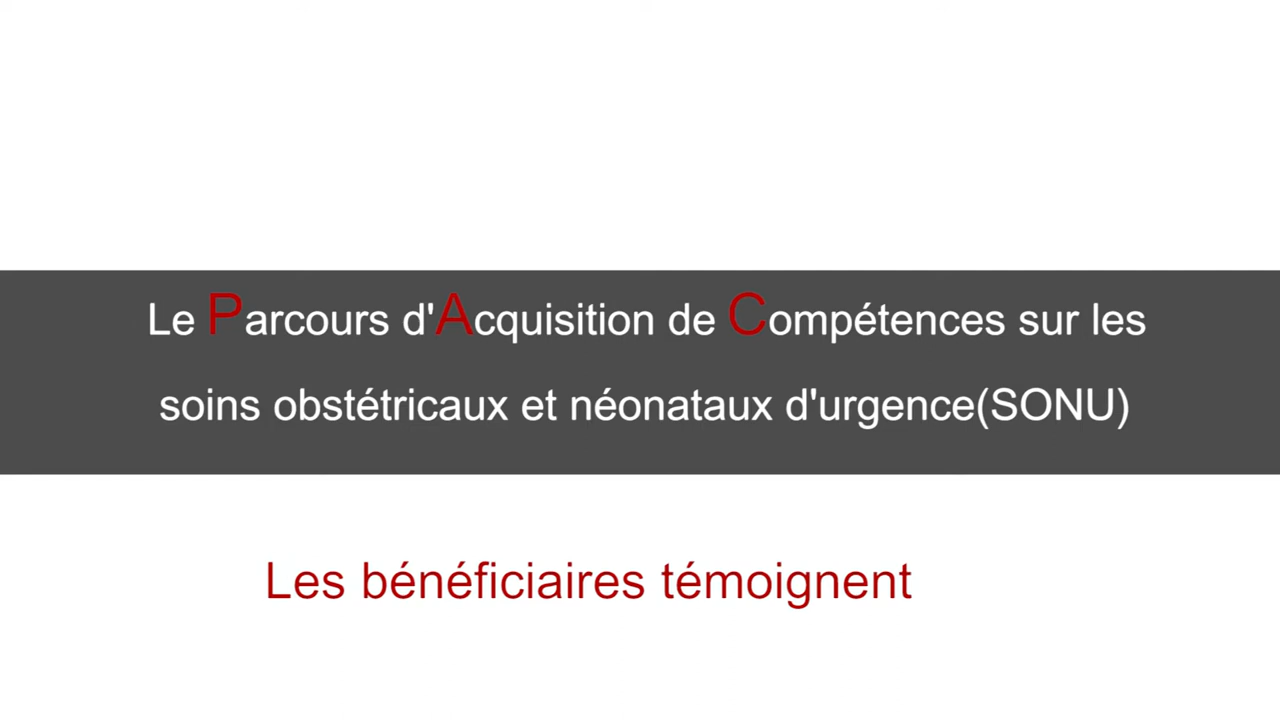 Le Parcours d'Acquisition de Compétences sur les
soins obstétricaux et néonataux d'urgence(SONU)
Les bénéficiaires témoignent